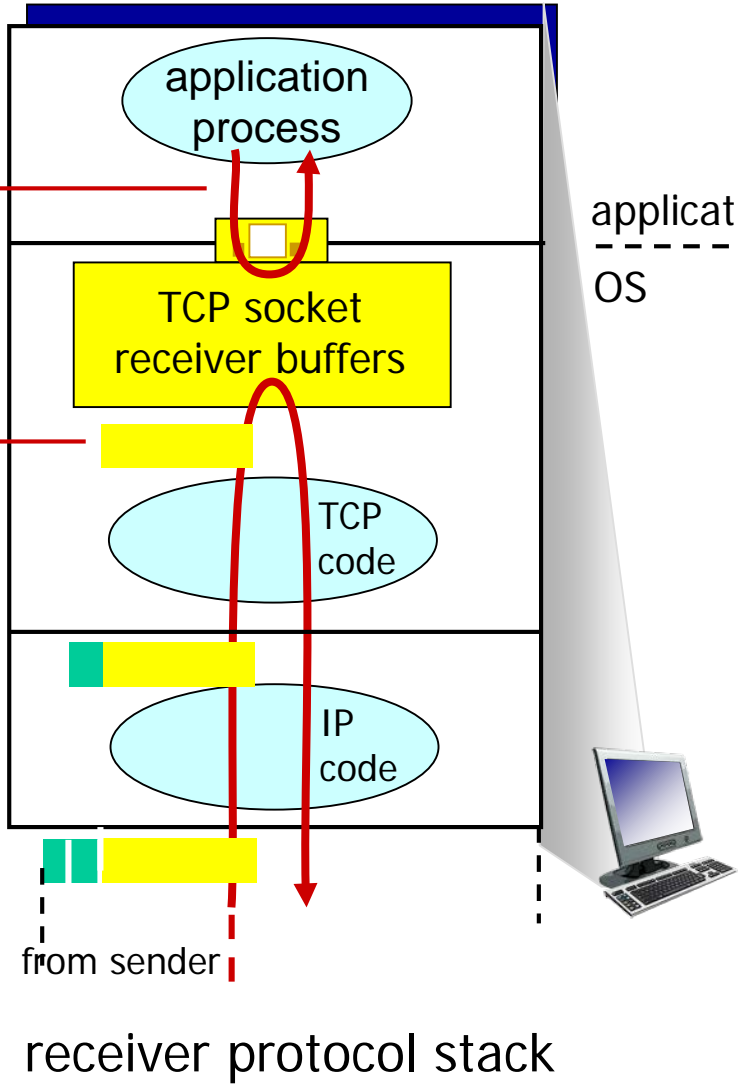 application
process
applicat
OS
TCP socket
receiver buffers
TCP
code
IP
code
from sender
receiver protocol stack